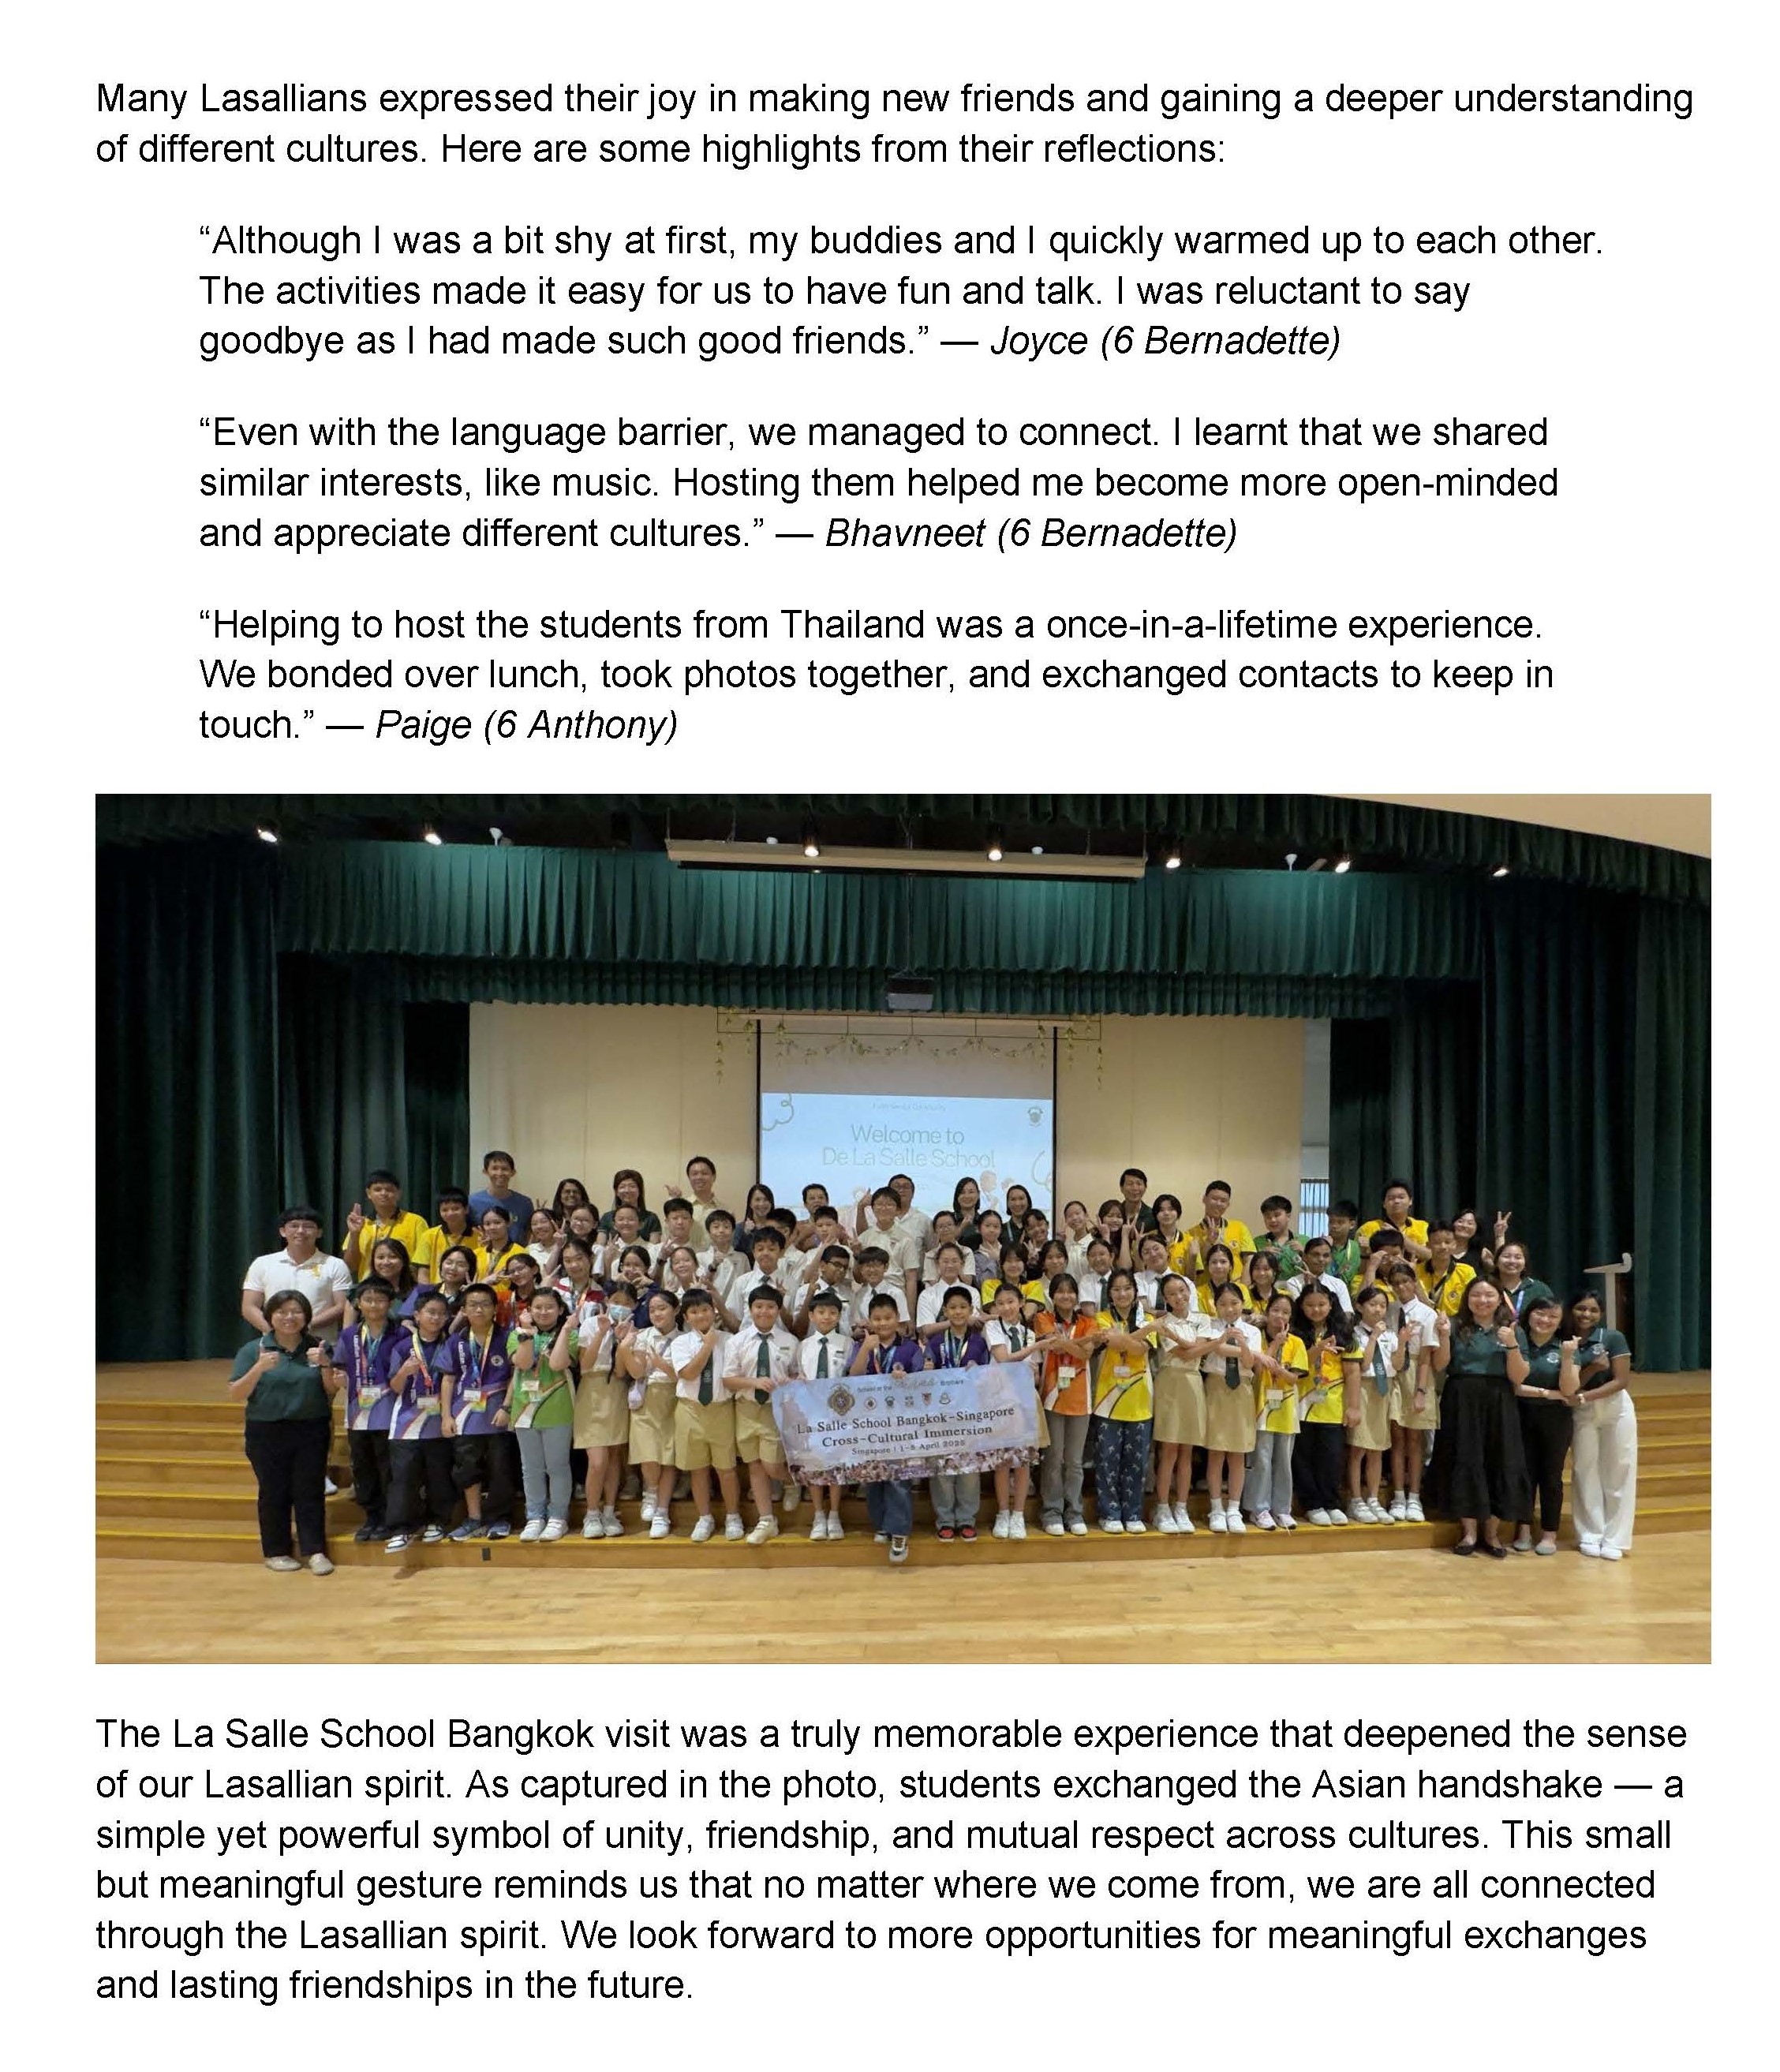 Many Lasallians expressed their joy in making new friends and gaining a deeper understanding
of different cultures. Here are some highlights from their reflections:
“Although I was a bit shy at first, my buddies and I quickly warmed up to each other.
The activities made it easy for us to have fun and talk. I was reluctant to say
goodbye as I had made such good friends.” — Joyce (6 Bernadette)
“Even with the language barrier, we managed to connect. I learnt that we shared
similar interests, like music. Hosting them helped me become more open-minded
and appreciate different cultures.” — Bhavneet (6 Bernadette)
“Helping to host the students from Thailand was a once-in-a-lifetime experience.
We bonded over lunch, took photos together, and exchanged contacts to keep in
touch.” — Paige (6 Anthony)
Welcome to
De La Salle School
La Salle School Bangkok-Singapore
Cross-Cultural Immersion
Singapore | 1-5 April 2025
The La Salle School Bangkok visit was a truly memorable experience that deepened the sense
of our Lasallian spirit. As captured in the photo, students exchanged the Asian handshake — a
simple yet powerful symbol of unity, friendship, and mutual respect across cultures. This small
but meaningful gesture reminds us that no matter where we come from, we are all connected
through the Lasallian spirit. We look forward to more opportunities for meaningful exchanges
and lasting friendships in the future.